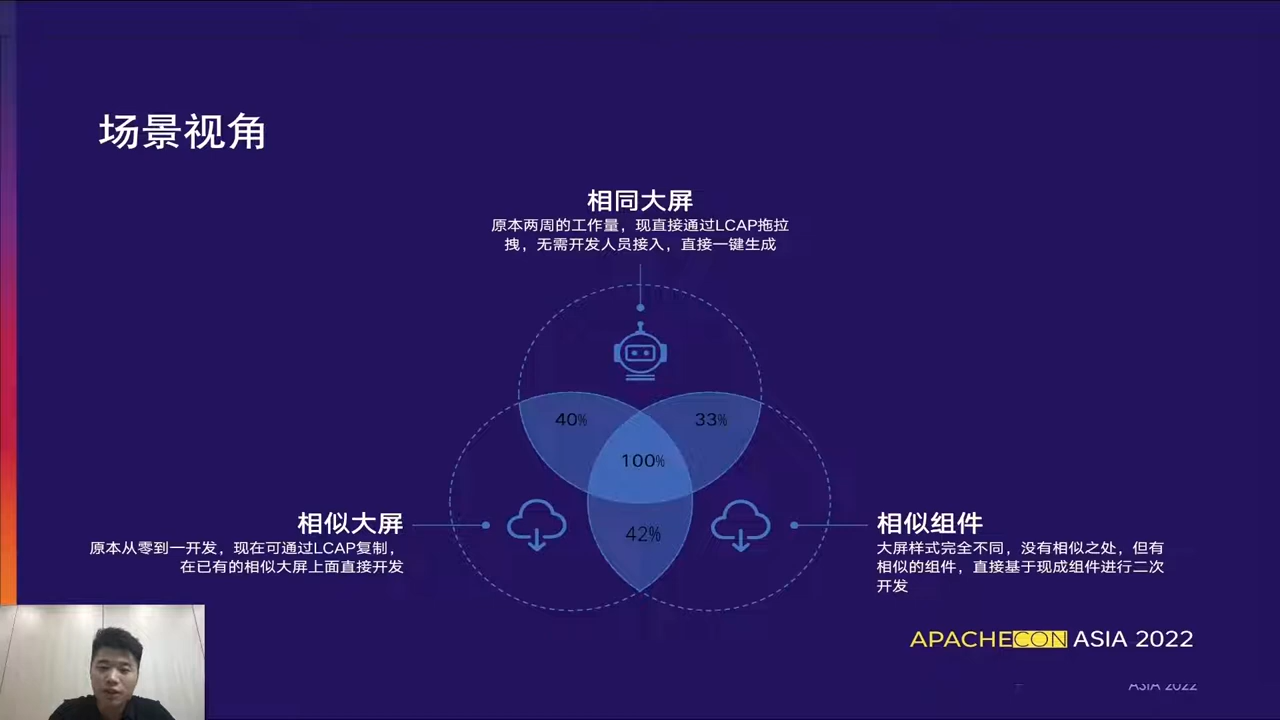 场景视角
相同大屏
原本两周的工作量，现直接通过LCAP拖拉
拽，无需开发人员接入，直接一键生成
40%
33%
100%
42%
相似大屏
原本从零到一开发，现在可通过LCAP复制，
在已有的相似大屏上面直接开发
相似组件
大屏样式完全不同，没有相似之处，但有
相似的组件，直接基于现成组件进行二次
开发
APACHECON ASIA 2022
ASIA 2022